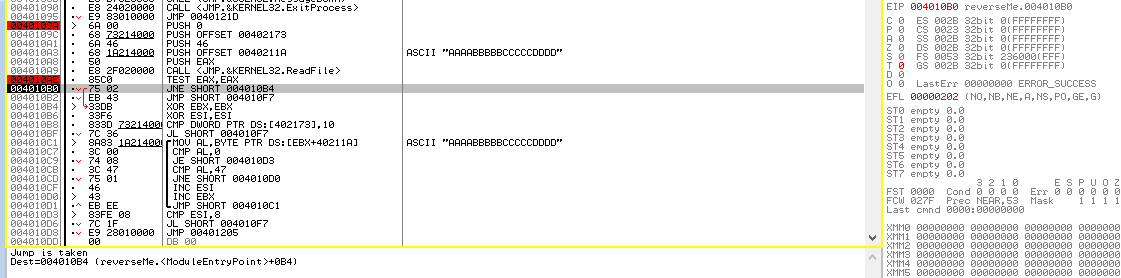 00401090 . E8 24020000 CALL <JMP.&KERNEL32.ExitProcess>
00401095 . E9 83010000 JMP 0040121D
0040109A > 6A 00 PUSH 0
0040109C . 68 73214000 PUSH OFFSET 00402173
004010A1 . 6A 46 PUSH 46
004010A3 . 68 1A214000 PUSH OFFSET 0040211A ASCII "AAAABBBBBCCCCCDDDD"
004010A8 . 50 PUSH EAX
004010A9 . E8 2F020000 CALL <JMP.&KERNEL32.ReadFile>
004010AE . 85C0 TEST EAX,EAX
004010B0 . 75 02 JNE SHORT 004010B4
004010B2 . EB 43 JMP SHORT 004010F7
004010B4 > 33DB XOR EBX,EBX
004010B6 . 33F6 XOR ESI,ESI
004010B8 . 833D 73214000 CMP DWORD PTR DS:[402173],10
004010BF . 7C 36 JL SHORT 004010F7
004010C1 > 8A83 1A214000 MOV AL,BYTE PTR DS:[EBX+40211A] ASCII "AAAABBBBBCCCCCDDDD"
004010C7 . 3C 00 CMP AL,0
004010C9 . 74 08 JE SHORT 004010D3
004010CB . 3C 47 CMP AL,47
004010CD . 75 01 JNE SHORT 004010D0
004010CF . 46 INC ESI
004010D0 > 43 INC EBX
004010D1 . EB EE JMP SHORT 004010C1
004010D3 > 83FE 08 CMP ESI,8
004010D6 . 7C 1F JL SHORT 004010F7
004010D8 . E9 28010000 JMP 00401205
004010DD 00 DB 00
Jump is taken
Dest=004010B4 (reverseMe.<ModuleEntryPoint>+0B4)
EIP 004010B0 reverseMe.004010B0
C 0 ES 002B 32bit 0(FFFFFFFF)
P 0 CS 0023 32bit 0(FFFFFFFF)
A 0 SS 002B 32bit 0(FFFFFFFF)
Z 0 DS 002B 32bit 0(FFFFFFFF)
S 0 FS 0053 32bit 236000(FFF)
T 0 GS 002B 32bit 0(FFFFFFFF)
D 0
O 0 LastErr 00000000 ERROR_SUCCESS
EFL 00000202 (NO,NB,NE,A,NS,PO,GE,G)
ST0 empty 0.0
ST1 empty 0.0
ST2 empty 0.0
ST3 empty 0.0
ST4 empty 0.0
ST5 empty 0.0
ST6 empty 0.0
ST7 empty 0.0
3 2 1 0 E S P U O Z
FST 0000 Cond 0 0 0 0 Err 0 0 0 0 0 0
FCW 027F Prec NEAR,53 Mask 1 1 1 1
Last cmnd 0000:00000000
XMM0 00000000 00000000 00000000 00000000
XMM1 00000000 00000000 00000000 00000000
XMM2 00000000 00000000 00000000 00000000
XMM3 00000000 00000000 00000000 00000000
XMM4 00000000 00000000 00000000 00000000
XMM5 00000000 00000000 00000000 00000000